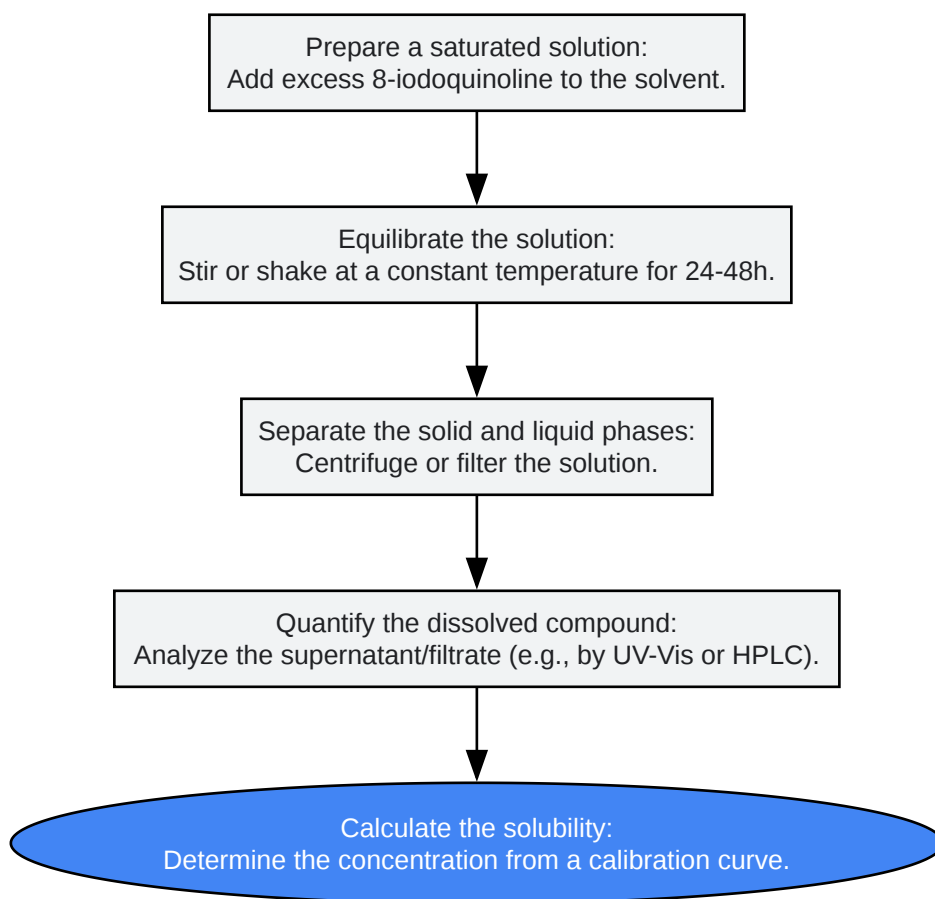 Prepare a saturated solution:
Add excess 8-iodoquinoline to the solvent.
Equilibrate the solution:
Stir or shake at a constant temperature for 24-48h.
Separate the solid and liquid phases:
Centrifuge or filter the solution.
Quantify the dissolved compound:
Analyze the supernatant/filtrate (e.g., by UV-Vis or HPLC).
Calculate the solubility:
Determine the concentration from a calibration curve.